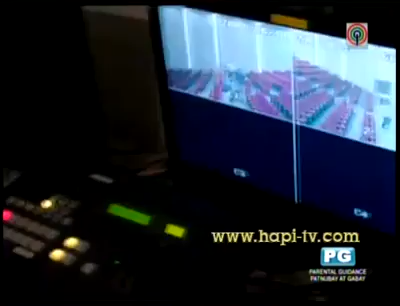 www.hapi-tv.com
PG
PARENTAL GUIDANCE
PATNUBAY AT GABAY